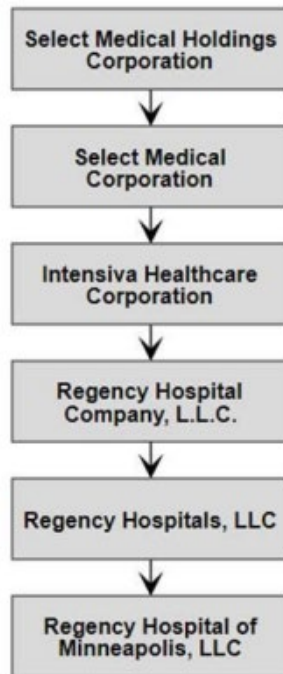 Select Medical Holdings
Corporation
Select Medical
Corporation
Intensiva Healthcare
Corporation
Regency Hospital
Company, L.L.C.
Regency Hospitals, LLC
Regency Hospital of
Minneapolis, LLC